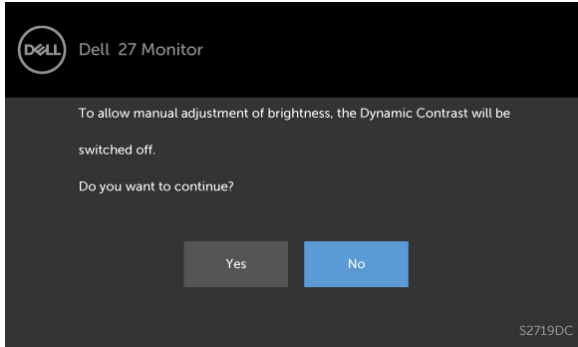 DELL
Dell 27 Monitor
To allow manual adjustment of brightness, the Dynamic Contrast will be
switched off.
Do you want to continue?
Yes
No
S2719DC